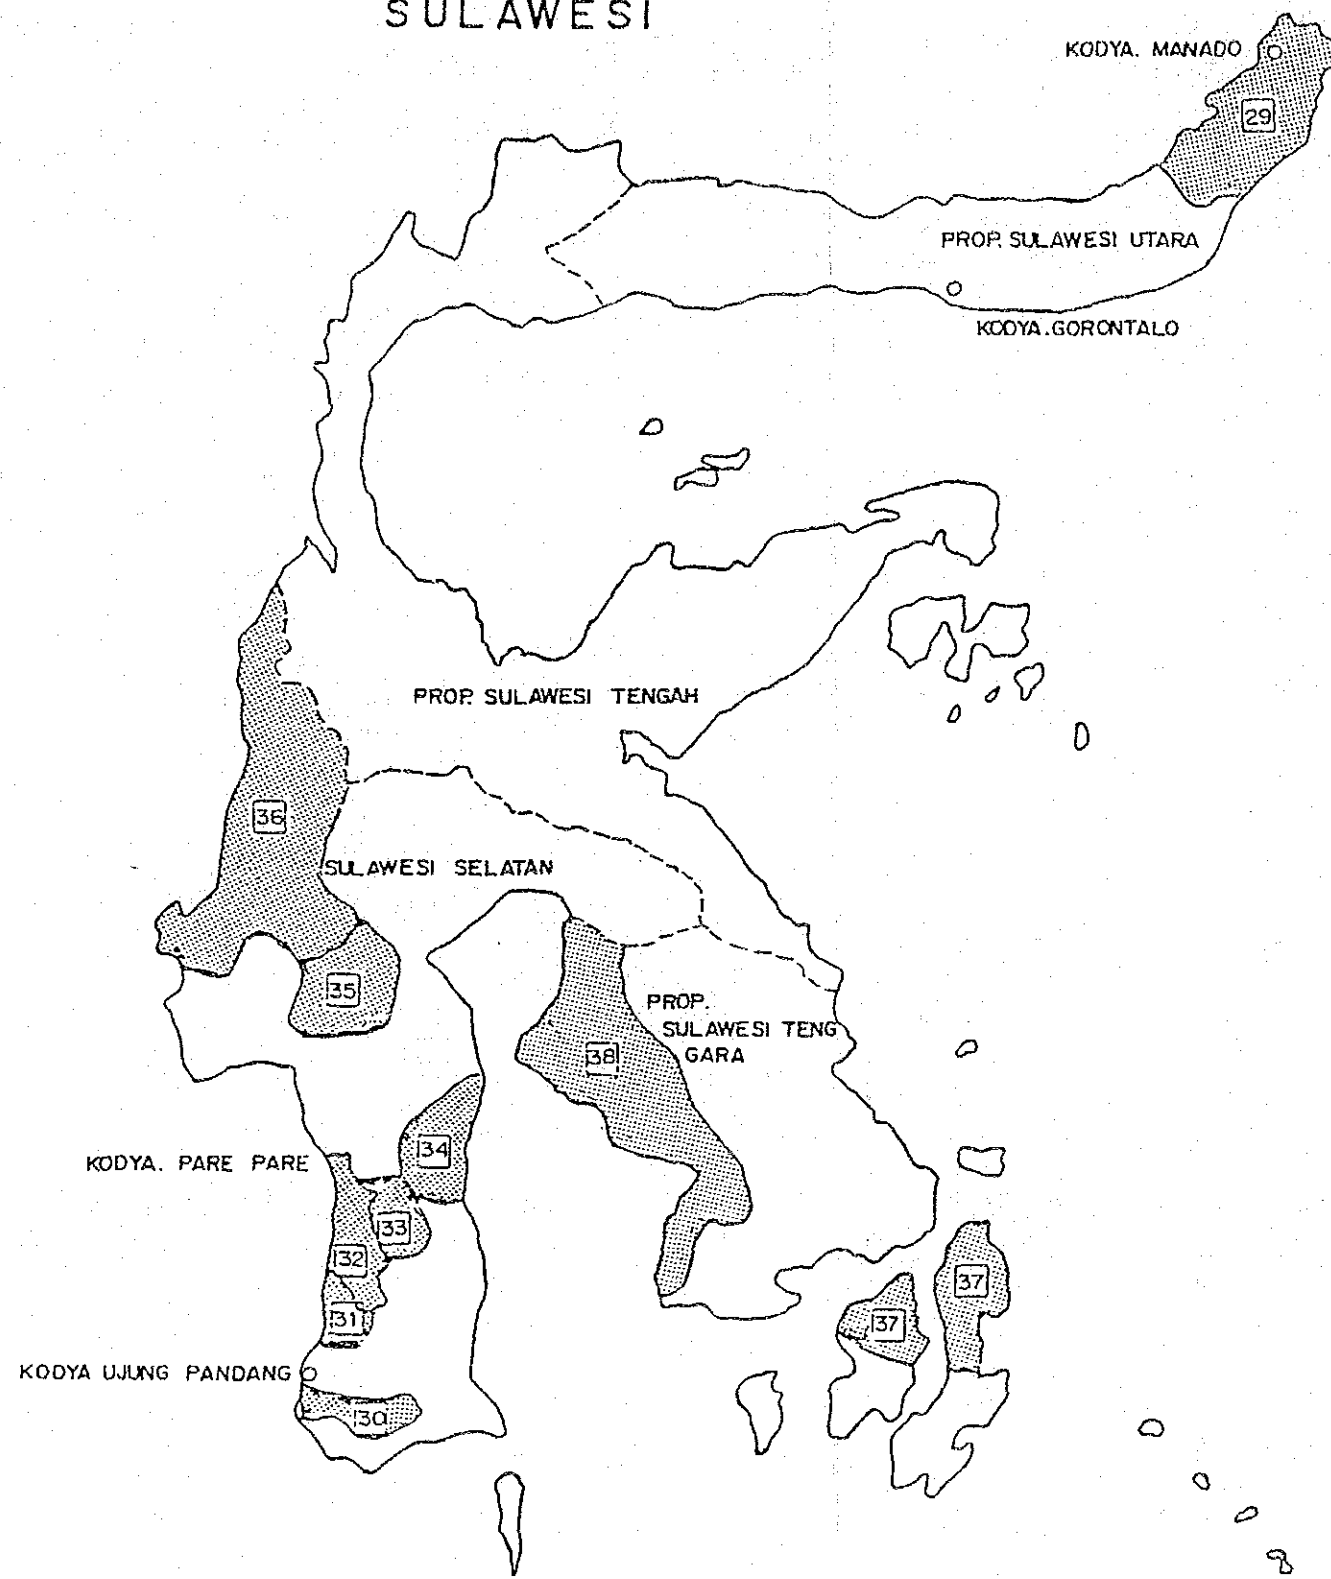 SULAWESI
KODYA. MANADO
29
PROP. SULAWESI UTARA
KODYA.GORONTALO
PROP. SULAWESI TENGAH
36
SULAWESI SELATAN
35
PROP.
SULAWESI TENG
GARA
38
34
KODYA. PARE PARE
33
32
37
31
37
KODYA UJUNG PANDANG
30